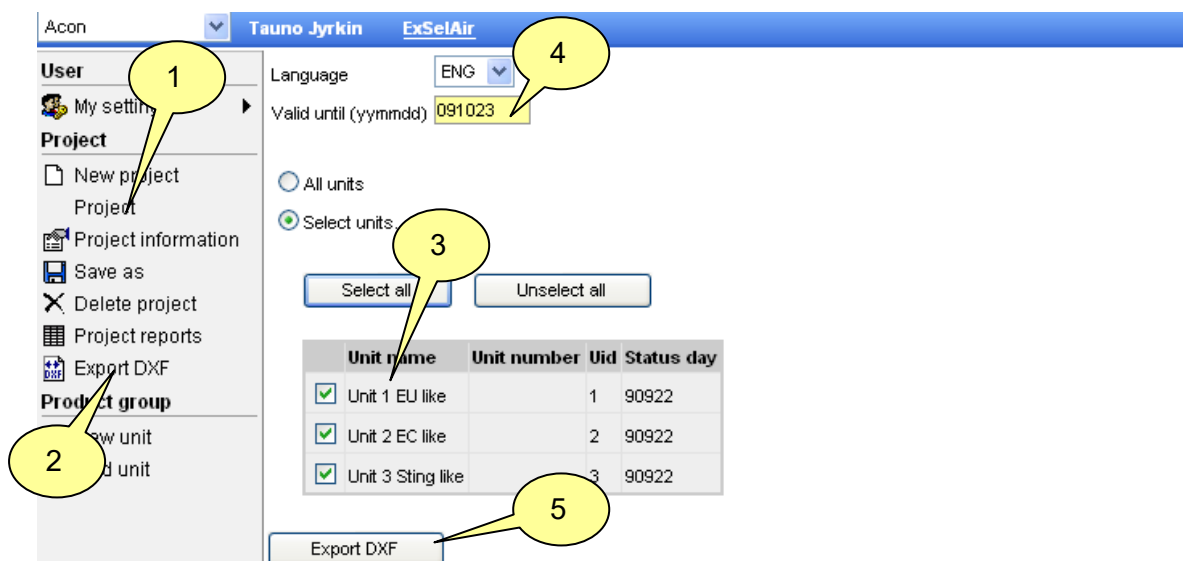 Acon Tauno Jyrkin ExSelAir
User
My setting
Project
New project
Project
Project information
Save as
Delete project
Project reports
DXF Export DXF
Product group
unit
unit
1
2
Language ENG
Valid until (yymmdd) 091023
4
All units
Select units.
3
Select all Unselect all
Unit name Unit number Uid Status day
Unit 1 EU like 1 90922
Unit 2 EC like 2 90922
Unit 3 Sting like 3 90922
5
Export DXF